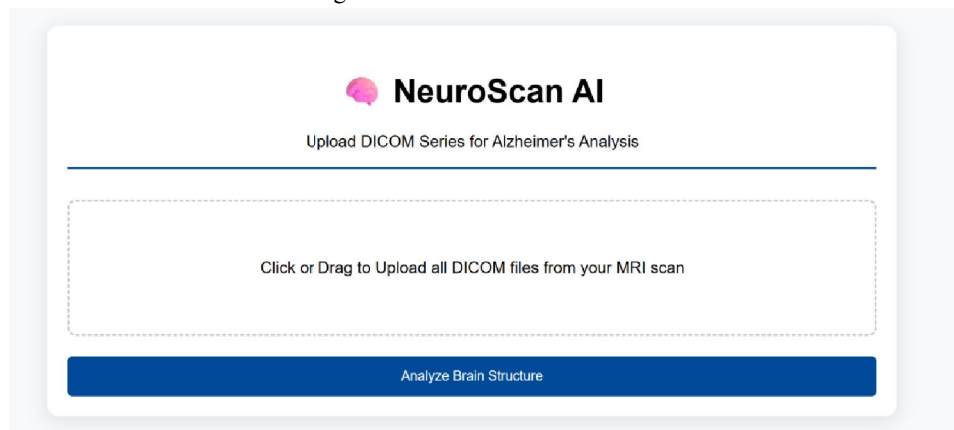 NeuroScan AI
Upload DICOM Series for Alzheimer's Analysis
Click or Drag to Upload all DICOM files from your MRI scan
Analyze Brain Structure